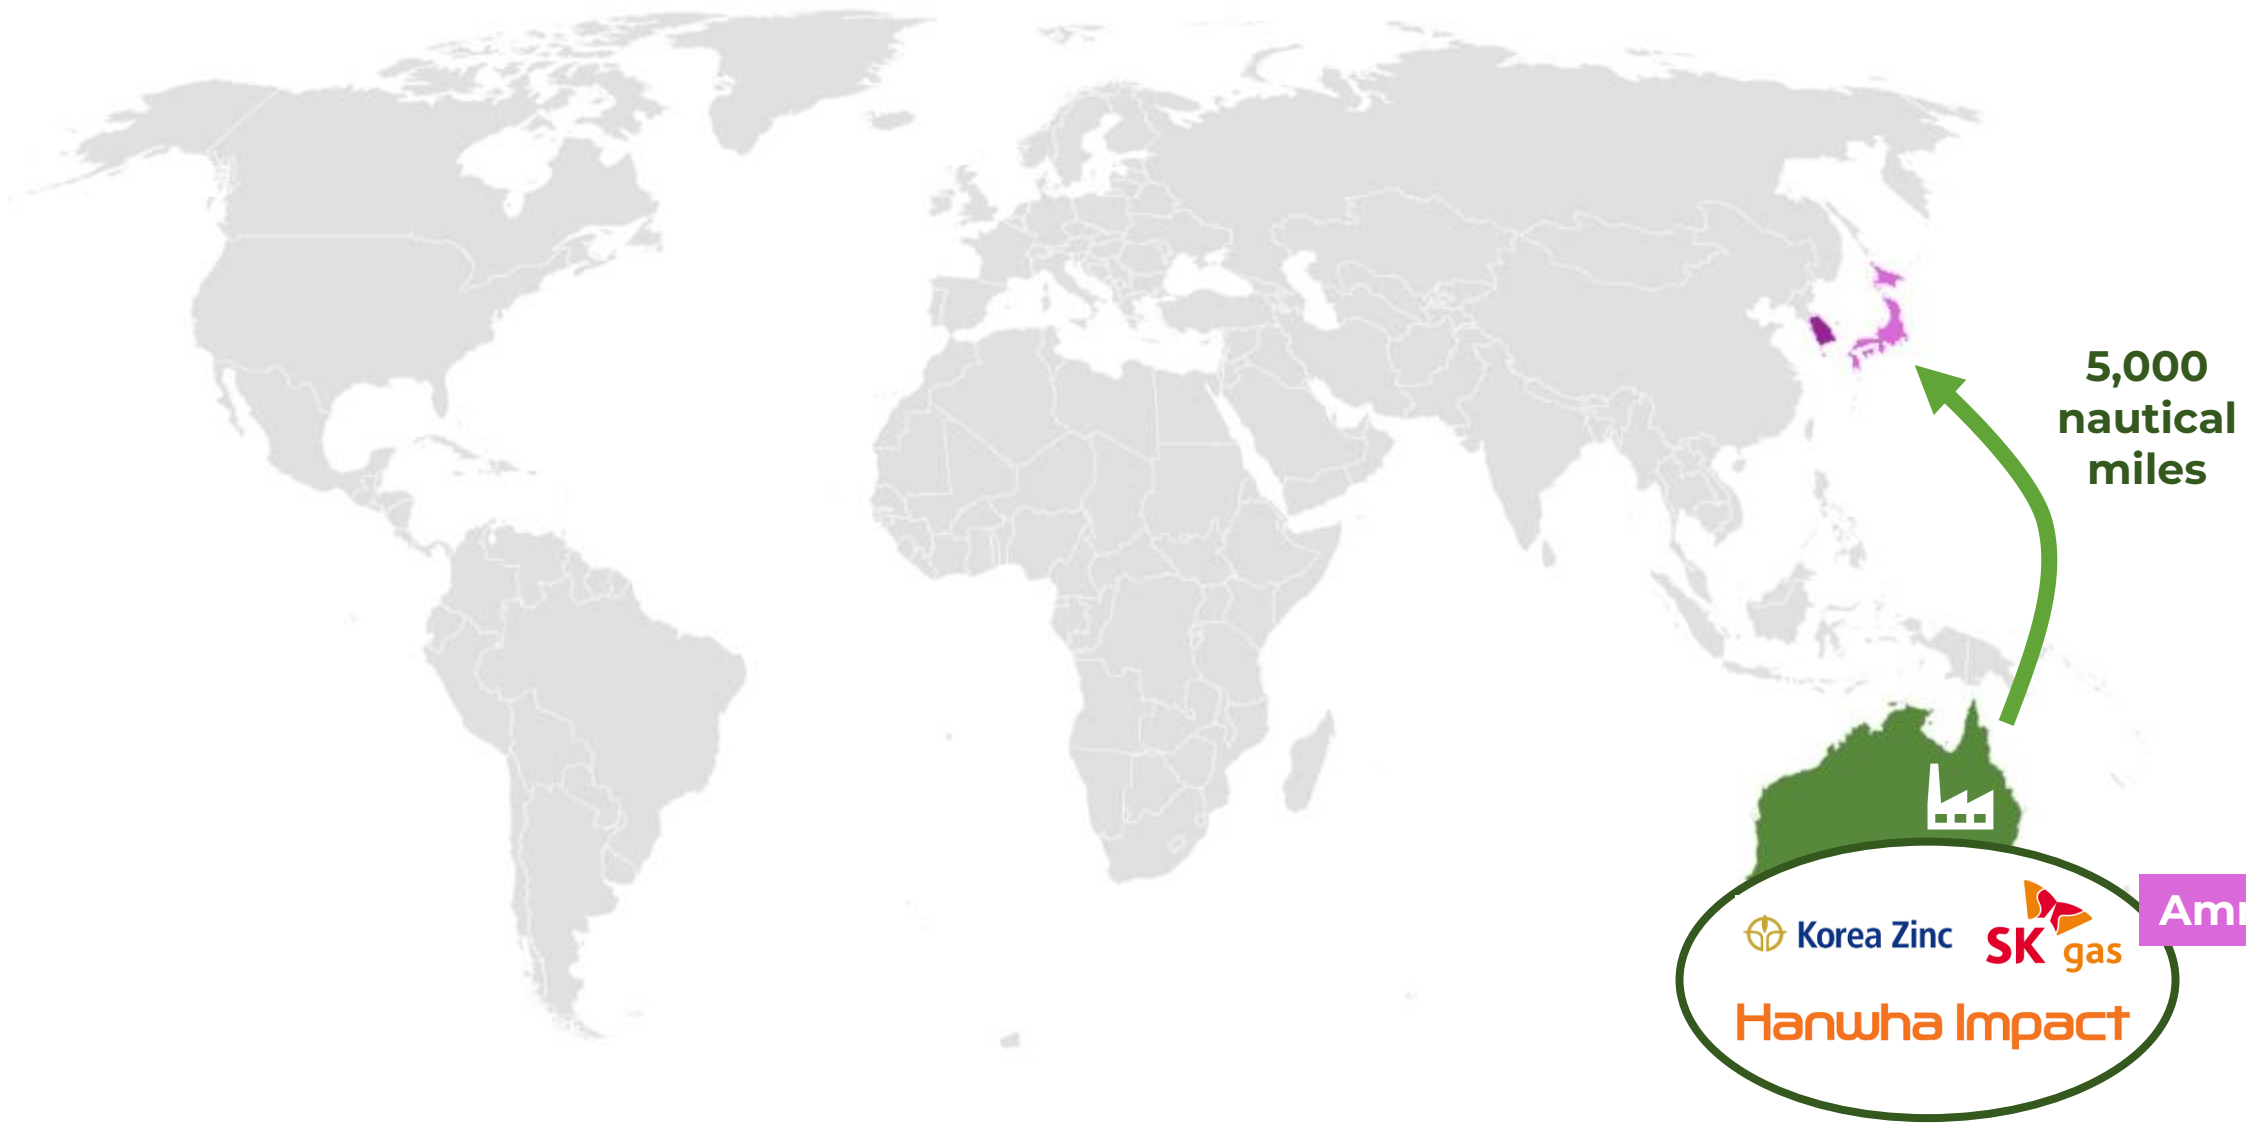 5,000
nautical
miles
Korea Zinc
SK gas
Hanwha Impact